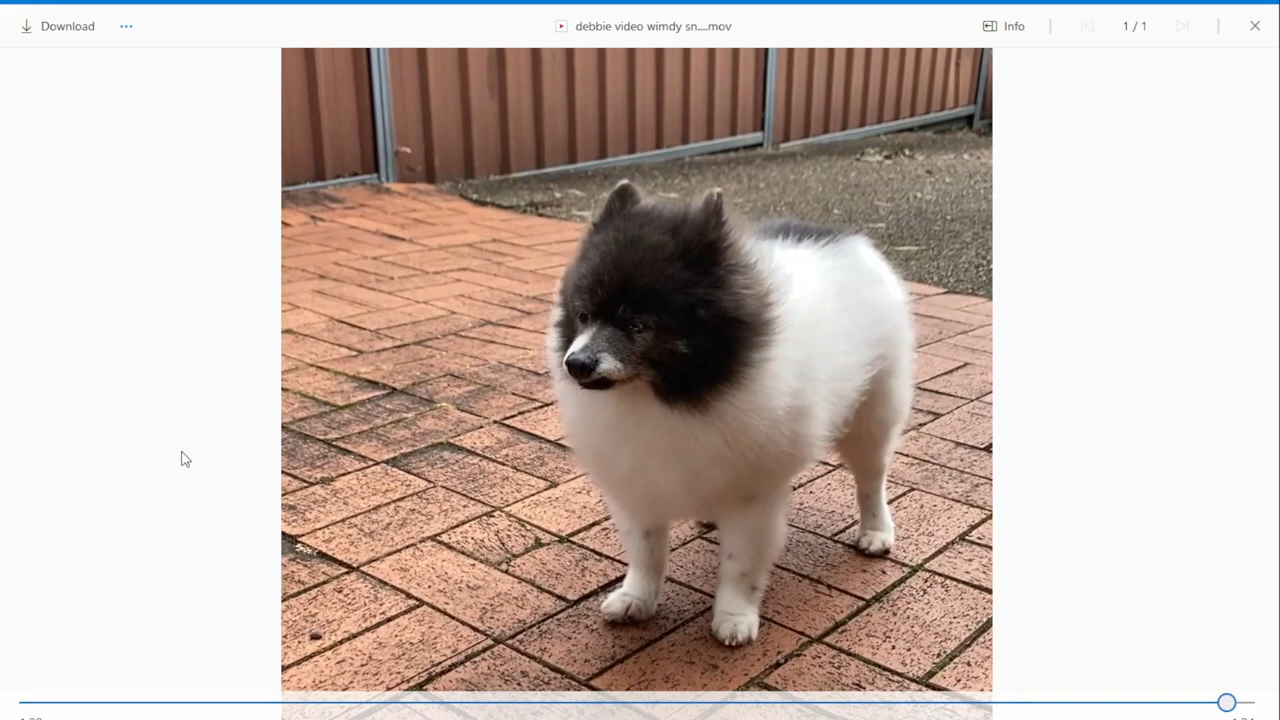 Download
debbie video wimdy sn....mov
Info
1 / 1